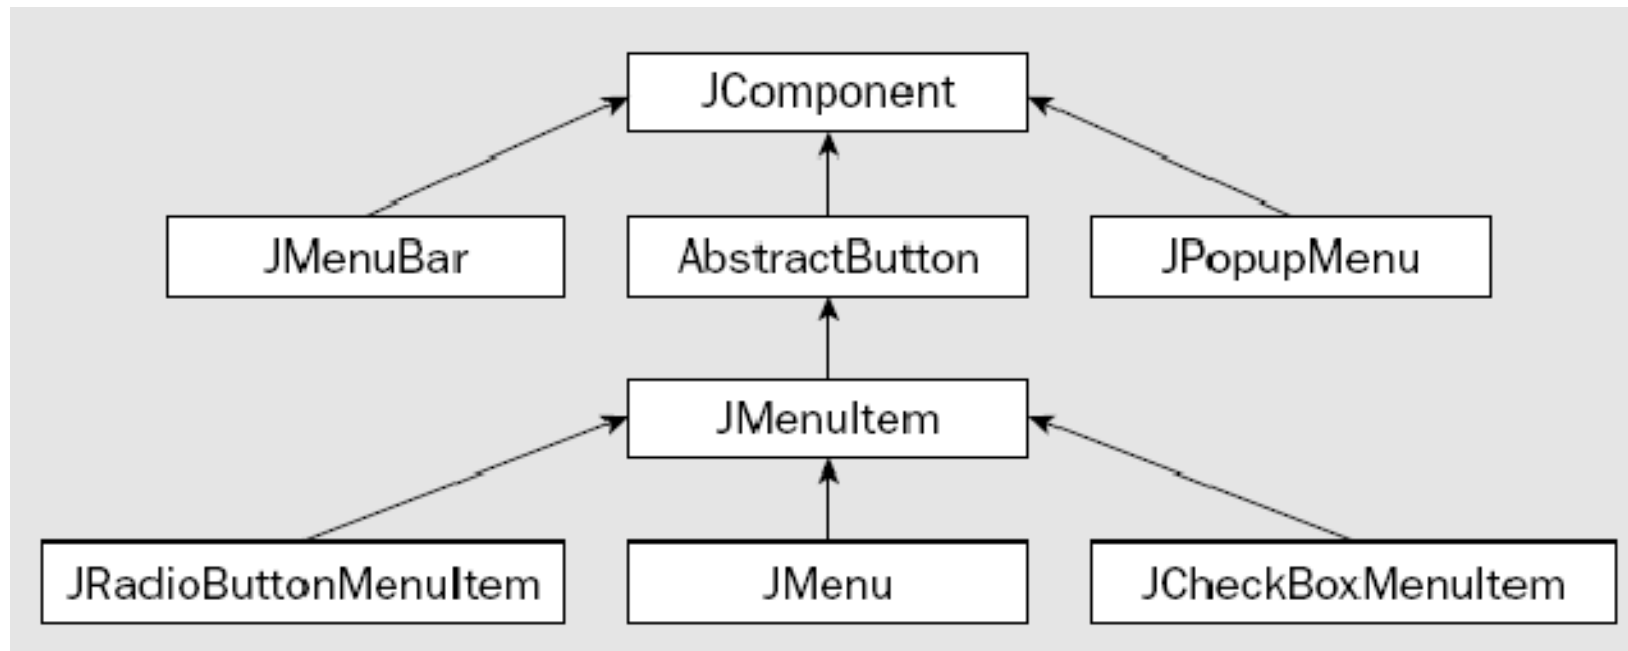 JComponent
JMenuBar
AbstractButton
JPopupMenu
JMenuItem
JRadioButtonMenuItem
JMenu
JCheckBoxMenuItem